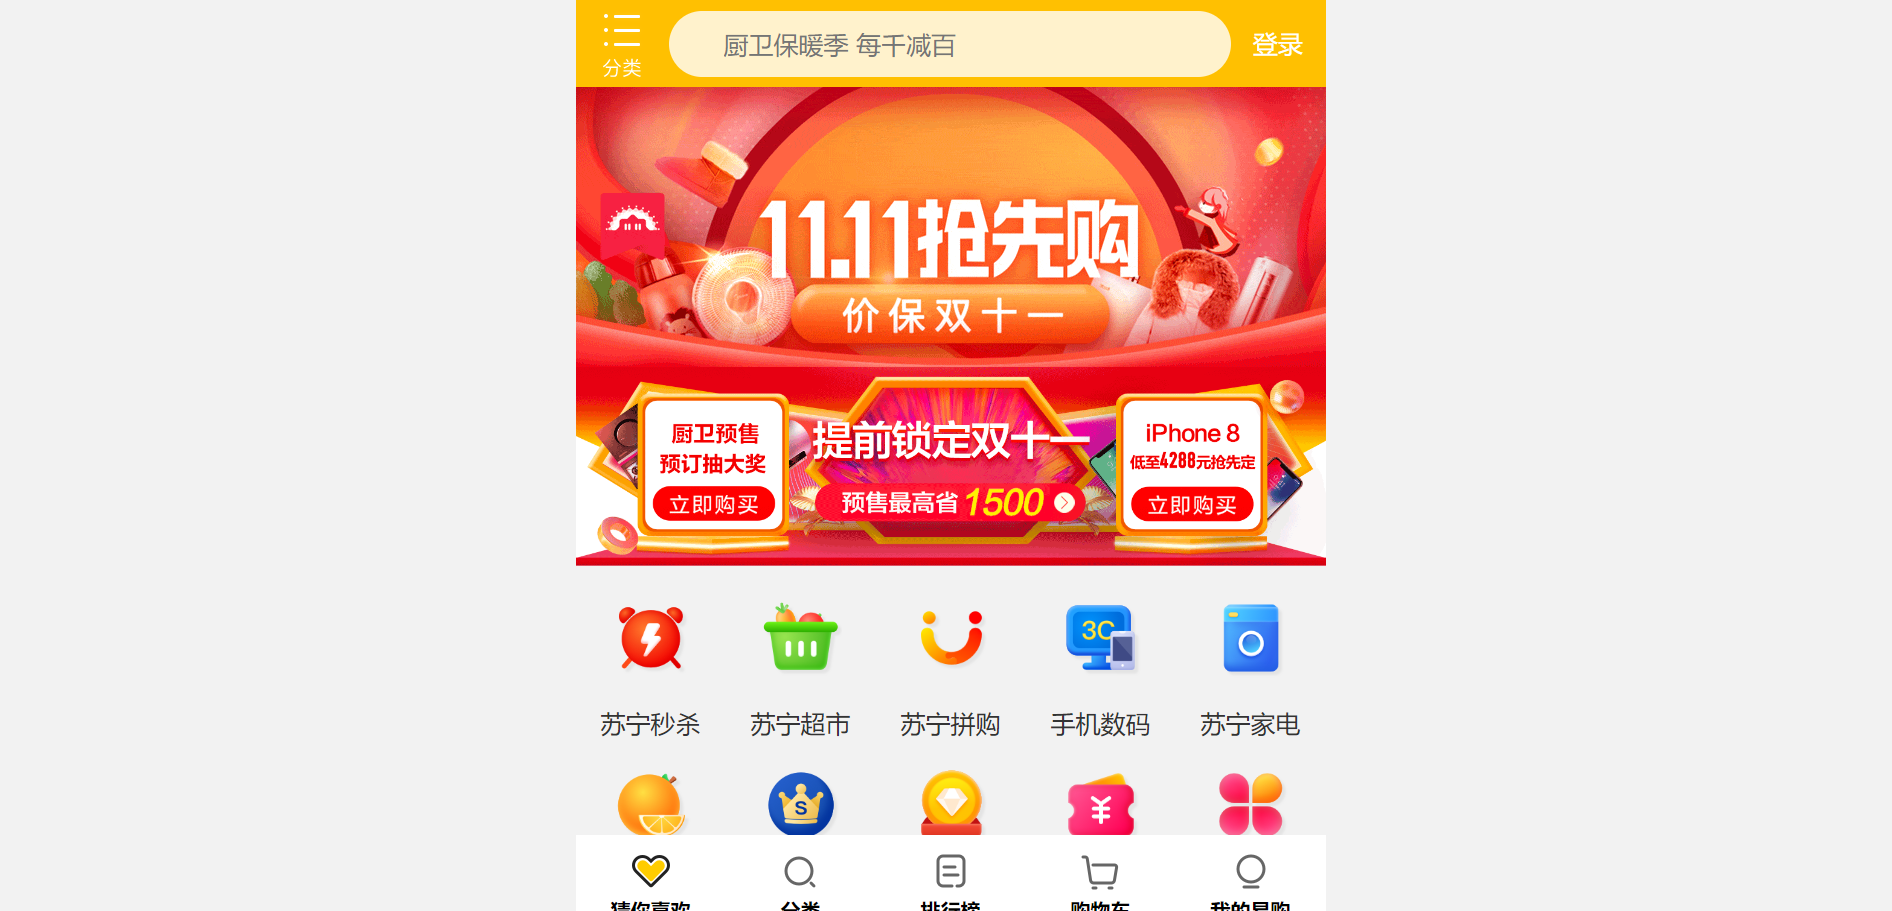 分类
厨卫保暖季 每千减百
登录
11.11抢先购
价保双十一
厨卫预售
预订抽大奖
立即购买
提前锁定双十一
预售最高省1500
iPhone 8
低至4288元抢先定
立即购买
3C
苏宁秒杀
苏宁超市
苏宁拼购
手机数码
苏宁家电
S
¥
猜你喜欢
分类
排行榜
购物车
我的易购